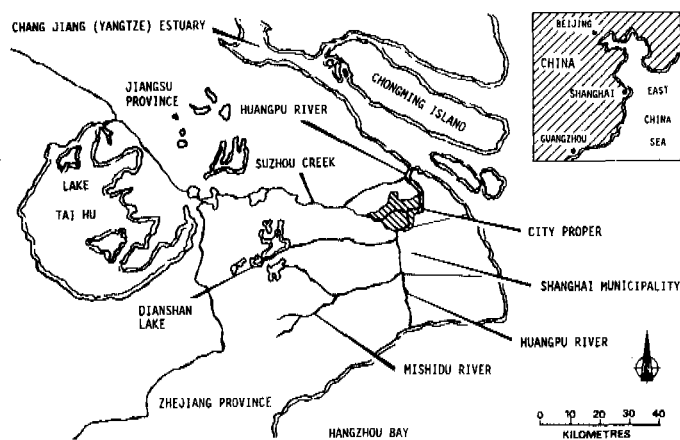 CHANG JIANG (YANGTZE) ESTUARY
JIANGSU
PROVINCE
HUANGPU RIVER
CHONGMING ISLAND
SUZHOU CREEK
LAKE
TAI HU
CITY PROPER
SHANGHAI MUNICIPALITY
DIANSHAN
LAKE
HUANGPU RIVER
MISHIDU RIVER
ZHEJIANG PROVINCE
HANGZHOU BAY
BEIJING
CHINA
SHANGHAI
EAST
CHINA
SEA
GUANGZHOU
0 10 20 30 40
KILOMETRES